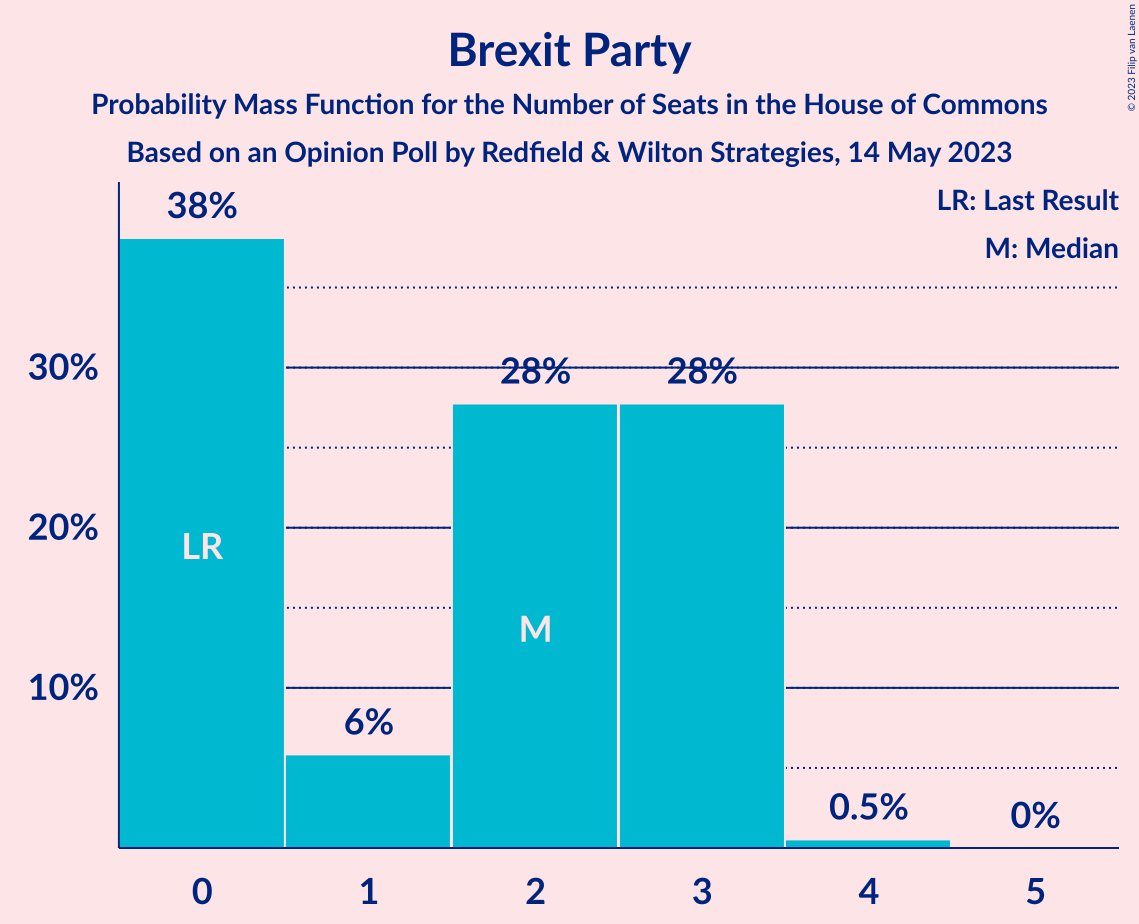 Brexit Party
Probability Mass Function for the Number of Seats in the House of Commons
Based on an Opinion Poll by Redfield & Wilton Strategies, 14 May 2023
© 2023 Filip van Laenen
LR: Last Result
M: Median
38%
30%
28% 28%
20%
LR
M
10%
6%
0.5% 0%
0 1 2 3 4 5